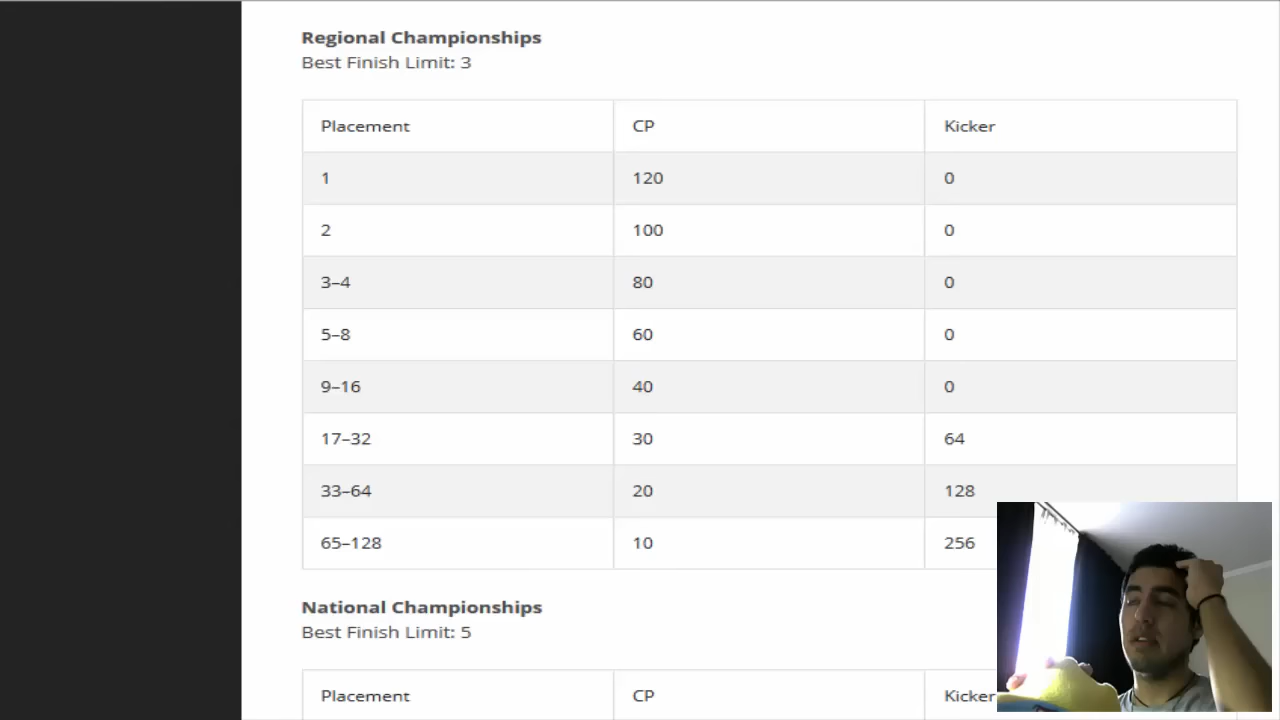 Regional Championships
Best Finish Limit: 3
Placement CP Kicker
1 120 0
2 100 0
3–4 80 0
5–8 60 0
9–16 40 0
17–32 30 64
33–64 20 128
65–128 10 256
National Championships
Best Finish Limit: 5
Placement CP Kicker